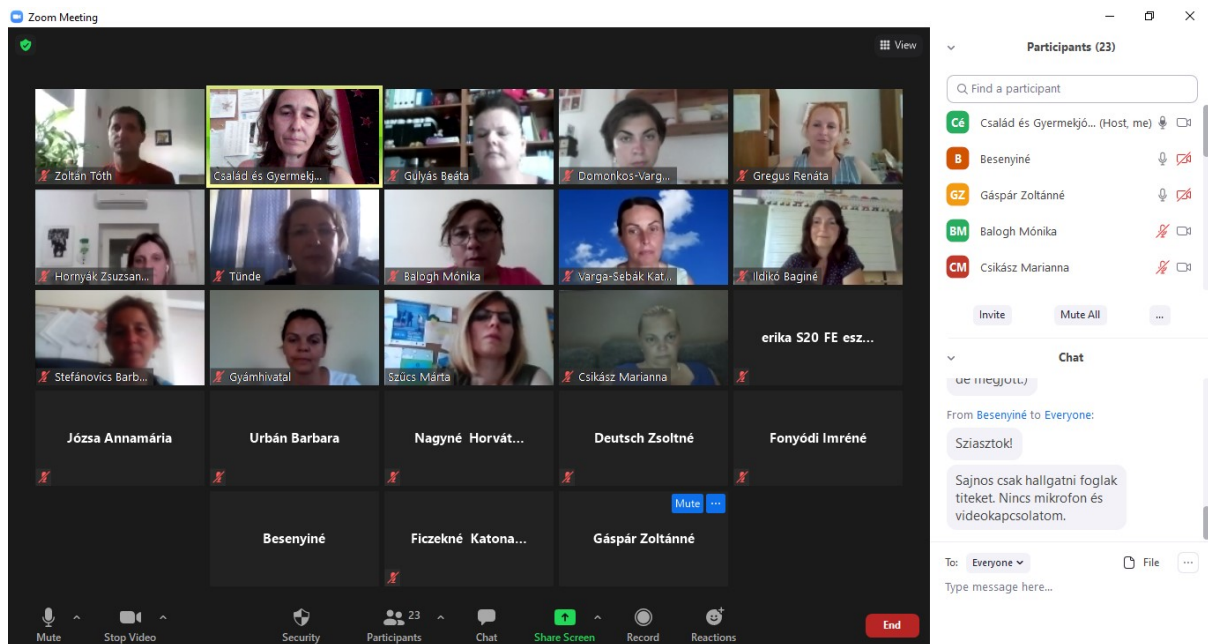 Zoom Meeting
View
Zoltán Tóth
Család és Gyermekj...
Gulyás Beáta
Domonkos-Varg...
Gregus Renáta
Hornyák Zsuzsan...
Tünde
Balogh Mónika
Varga-Sebák Kat...
Ildikó Baginé
Stefánovics Barb...
Gyámhivatal
Szűcs Márta
Csikász Marianna
erika S20 FE esz...
Józsa Annamária
Urbán Barbara
Nagyné Horvát...
Deutsch Zsoltné
Fonyódi Imréné
Mute ...
Besenyiné
Ficzekné Katona...
Gáspár Zoltánné
Mute
Stop Video
Security
23
Participants
Chat
Share Screen
Record
Reactions
End
Participants (23)
Find a participant
Cé Család és Gyermekjó... (Host, me)
B Besenyiné
GZ Gáspár Zoltánné
BM Balogh Mónika
CM Csikász Marianna
Invite Mute All ...
Chat
de megjött:)
From Besenyiné to Everyone:
Sziasztok!
Sajnos csak hallgatni foglak
titeket. Nincs mikrofon és
videokapcsolatom.
To: Everyone File ...
Type message here...